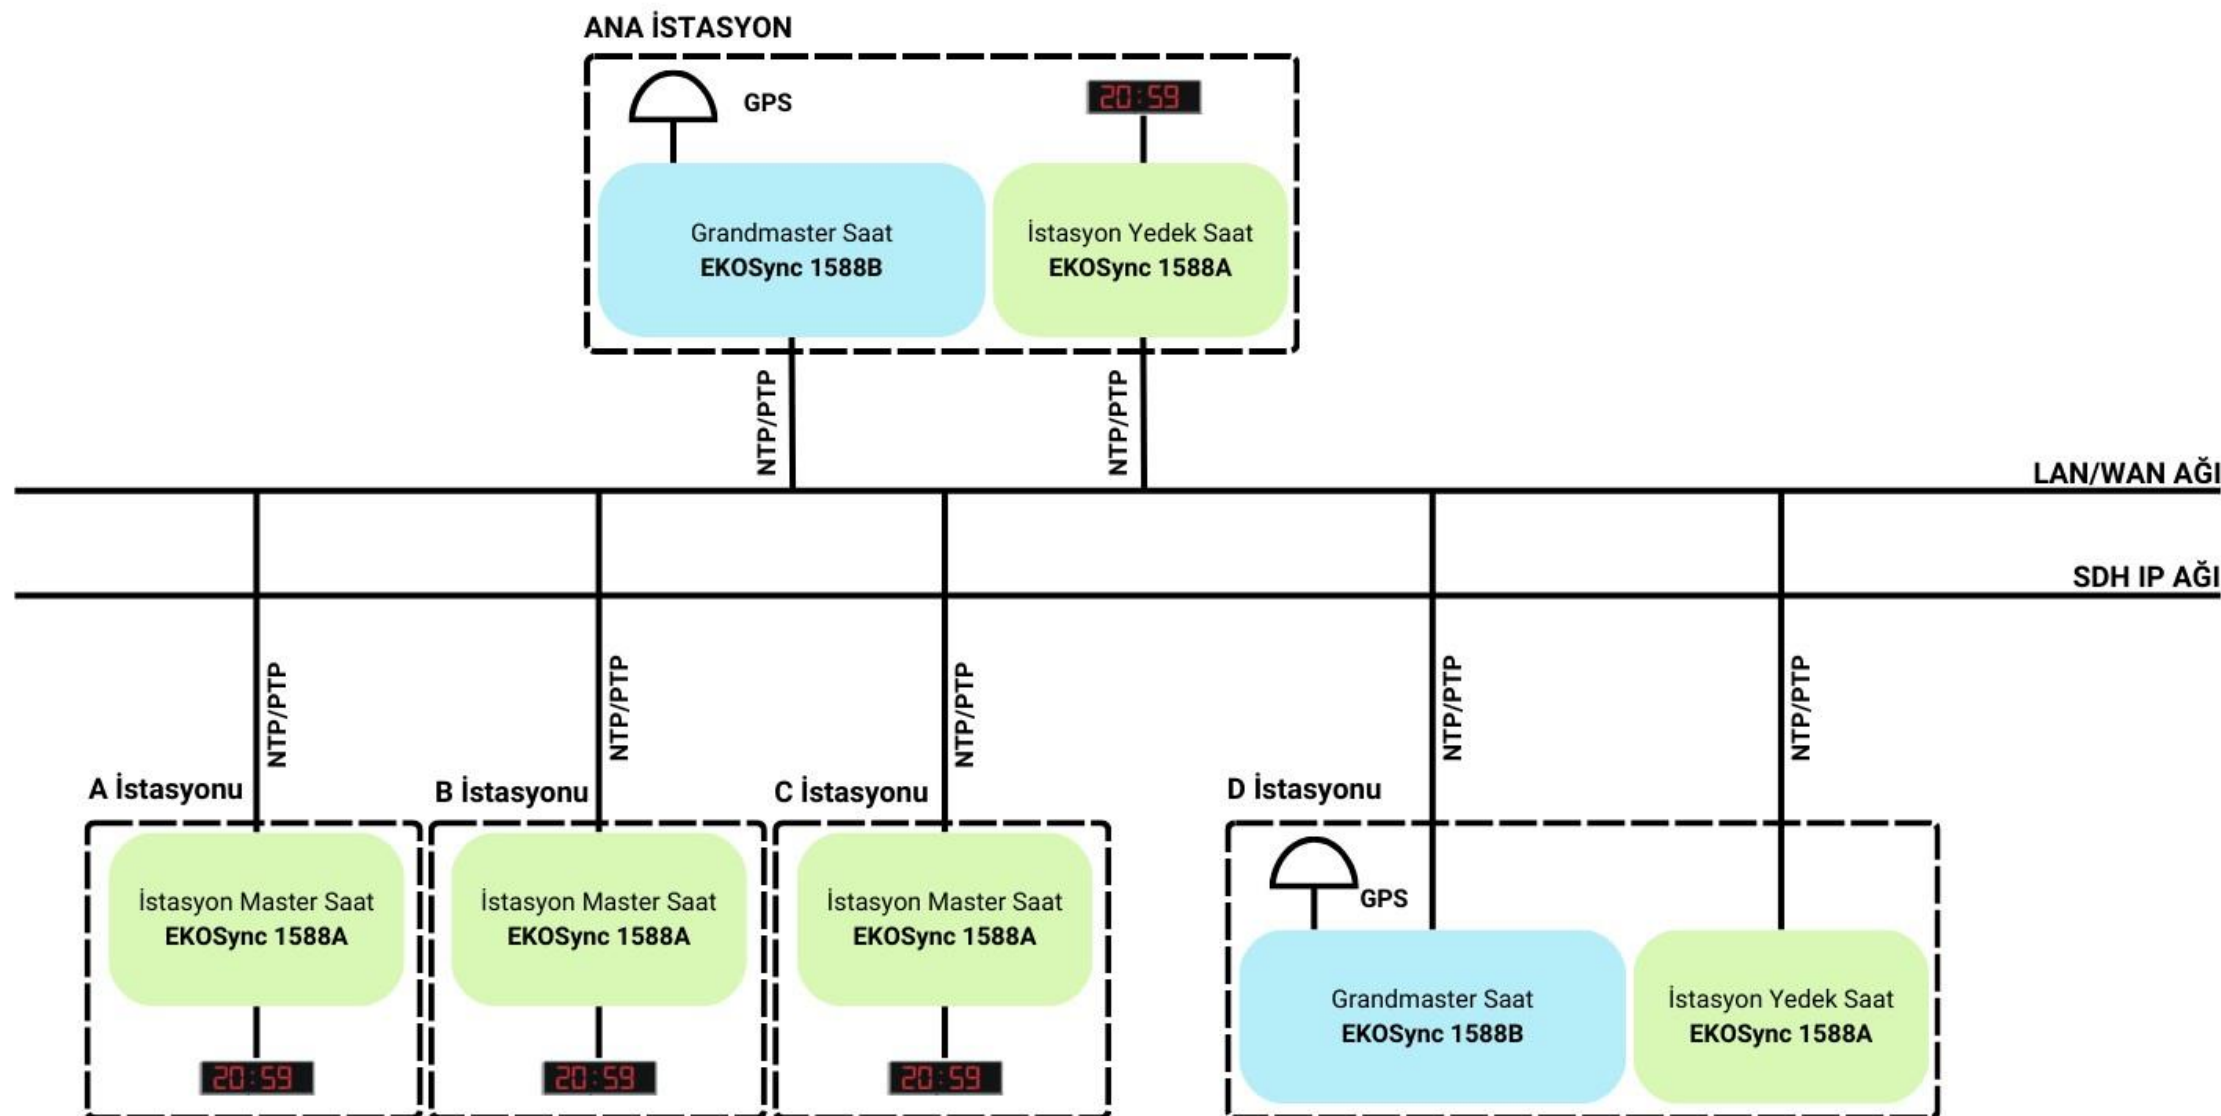 ANA İSTASYON
GPS
20:59
Grandmaster Saat
EKOSync 1588B
İstasyon Yedek Saat
EKOSync 1588A
NTP/PTP
NTP/PTP
LAN/WAN AĞI
SDH IP AĞI
NTP/PTP
NTP/PTP
NTP/PTP
NTP/PTP
NTP/PTP
A İstasyonu
İstasyon Master Saat
EKOSync 1588A
20:59
B İstasyonu
İstasyon Master Saat
EKOSync 1588A
20:59
C İstasyonu
İstasyon Master Saat
EKOSync 1588A
20:59
D İstasyonu
GPS
Grandmaster Saat
EKOSync 1588B
İstasyon Yedek Saat
EKOSync 1588A